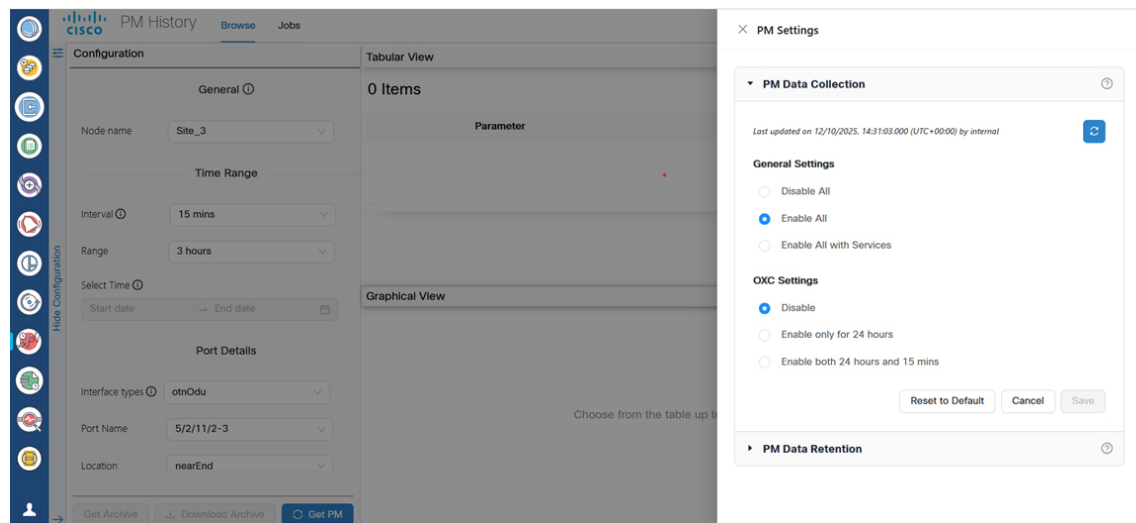 CISCO PM History Browse Jobs
Configuration
General
Node name Site_3
Time Range
Interval 15 mins
Range 3 hours
Select Time
Start date → End date
Port Details
Interface types otnOdu
Port Name 5/2/11/2-3
Location nearEnd
Get Archive Download Archive Get PM
Hide Configuration
Tabular View
0 Items
Parameter
Graphical View
Choose from the table up
PM Settings
PM Data Collection
Last updated on 12/10/2025, 14:31:03.000 (UTC+00:00) by internal
General Settings
Disable All
Enable All
Enable All with Services
OXC Settings
Disable
Enable only for 24 hours
Enable both 24 hours and 15 mins
Reset to Default Cancel Save
PM Data Retention